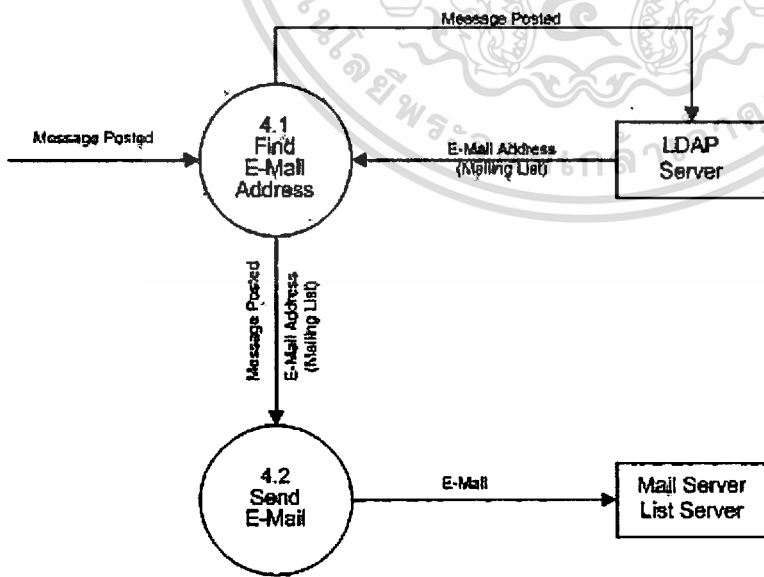 Message Posted
4.1
Find
E-Mail
Address
Message Posted
E-Mail Address
(Mailing List)
LDAP
Server
Message Posted
E-Mail Address
(Mailing List)
4.2
Send
E-Mail
E-Mail
Mail Server
List Server